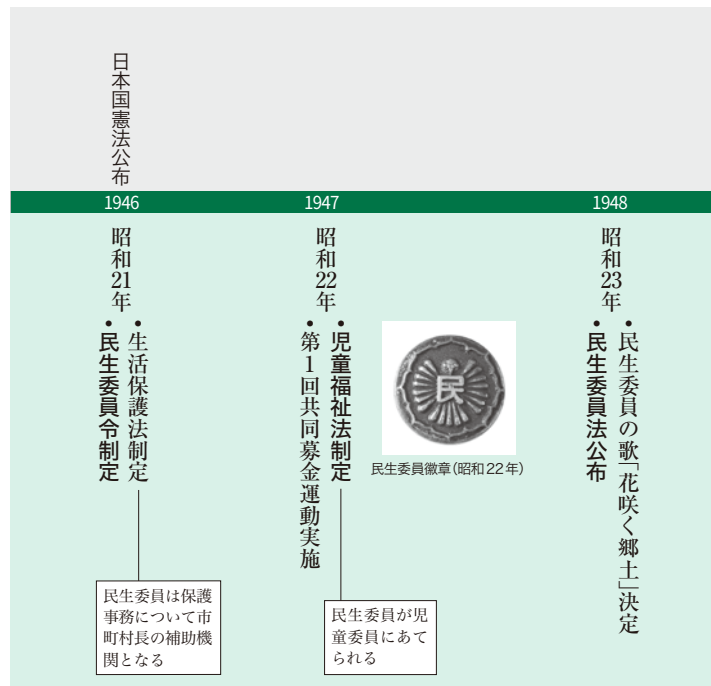 日本国憲法公布
1946
1947
1948
昭和21年
・生活保護法制定
・民生委員令制定
民生委員は保護
事務について市
町村長の補助機
関となる
昭和22年
・児童福祉法制定
・第1回共同募金運動実施
民生委員が児
童委員にあて
られる
民
民生委員徽章（昭和22年）
昭和23年
・民生委員の歌「花咲く郷土」決定
・民生委員法公布